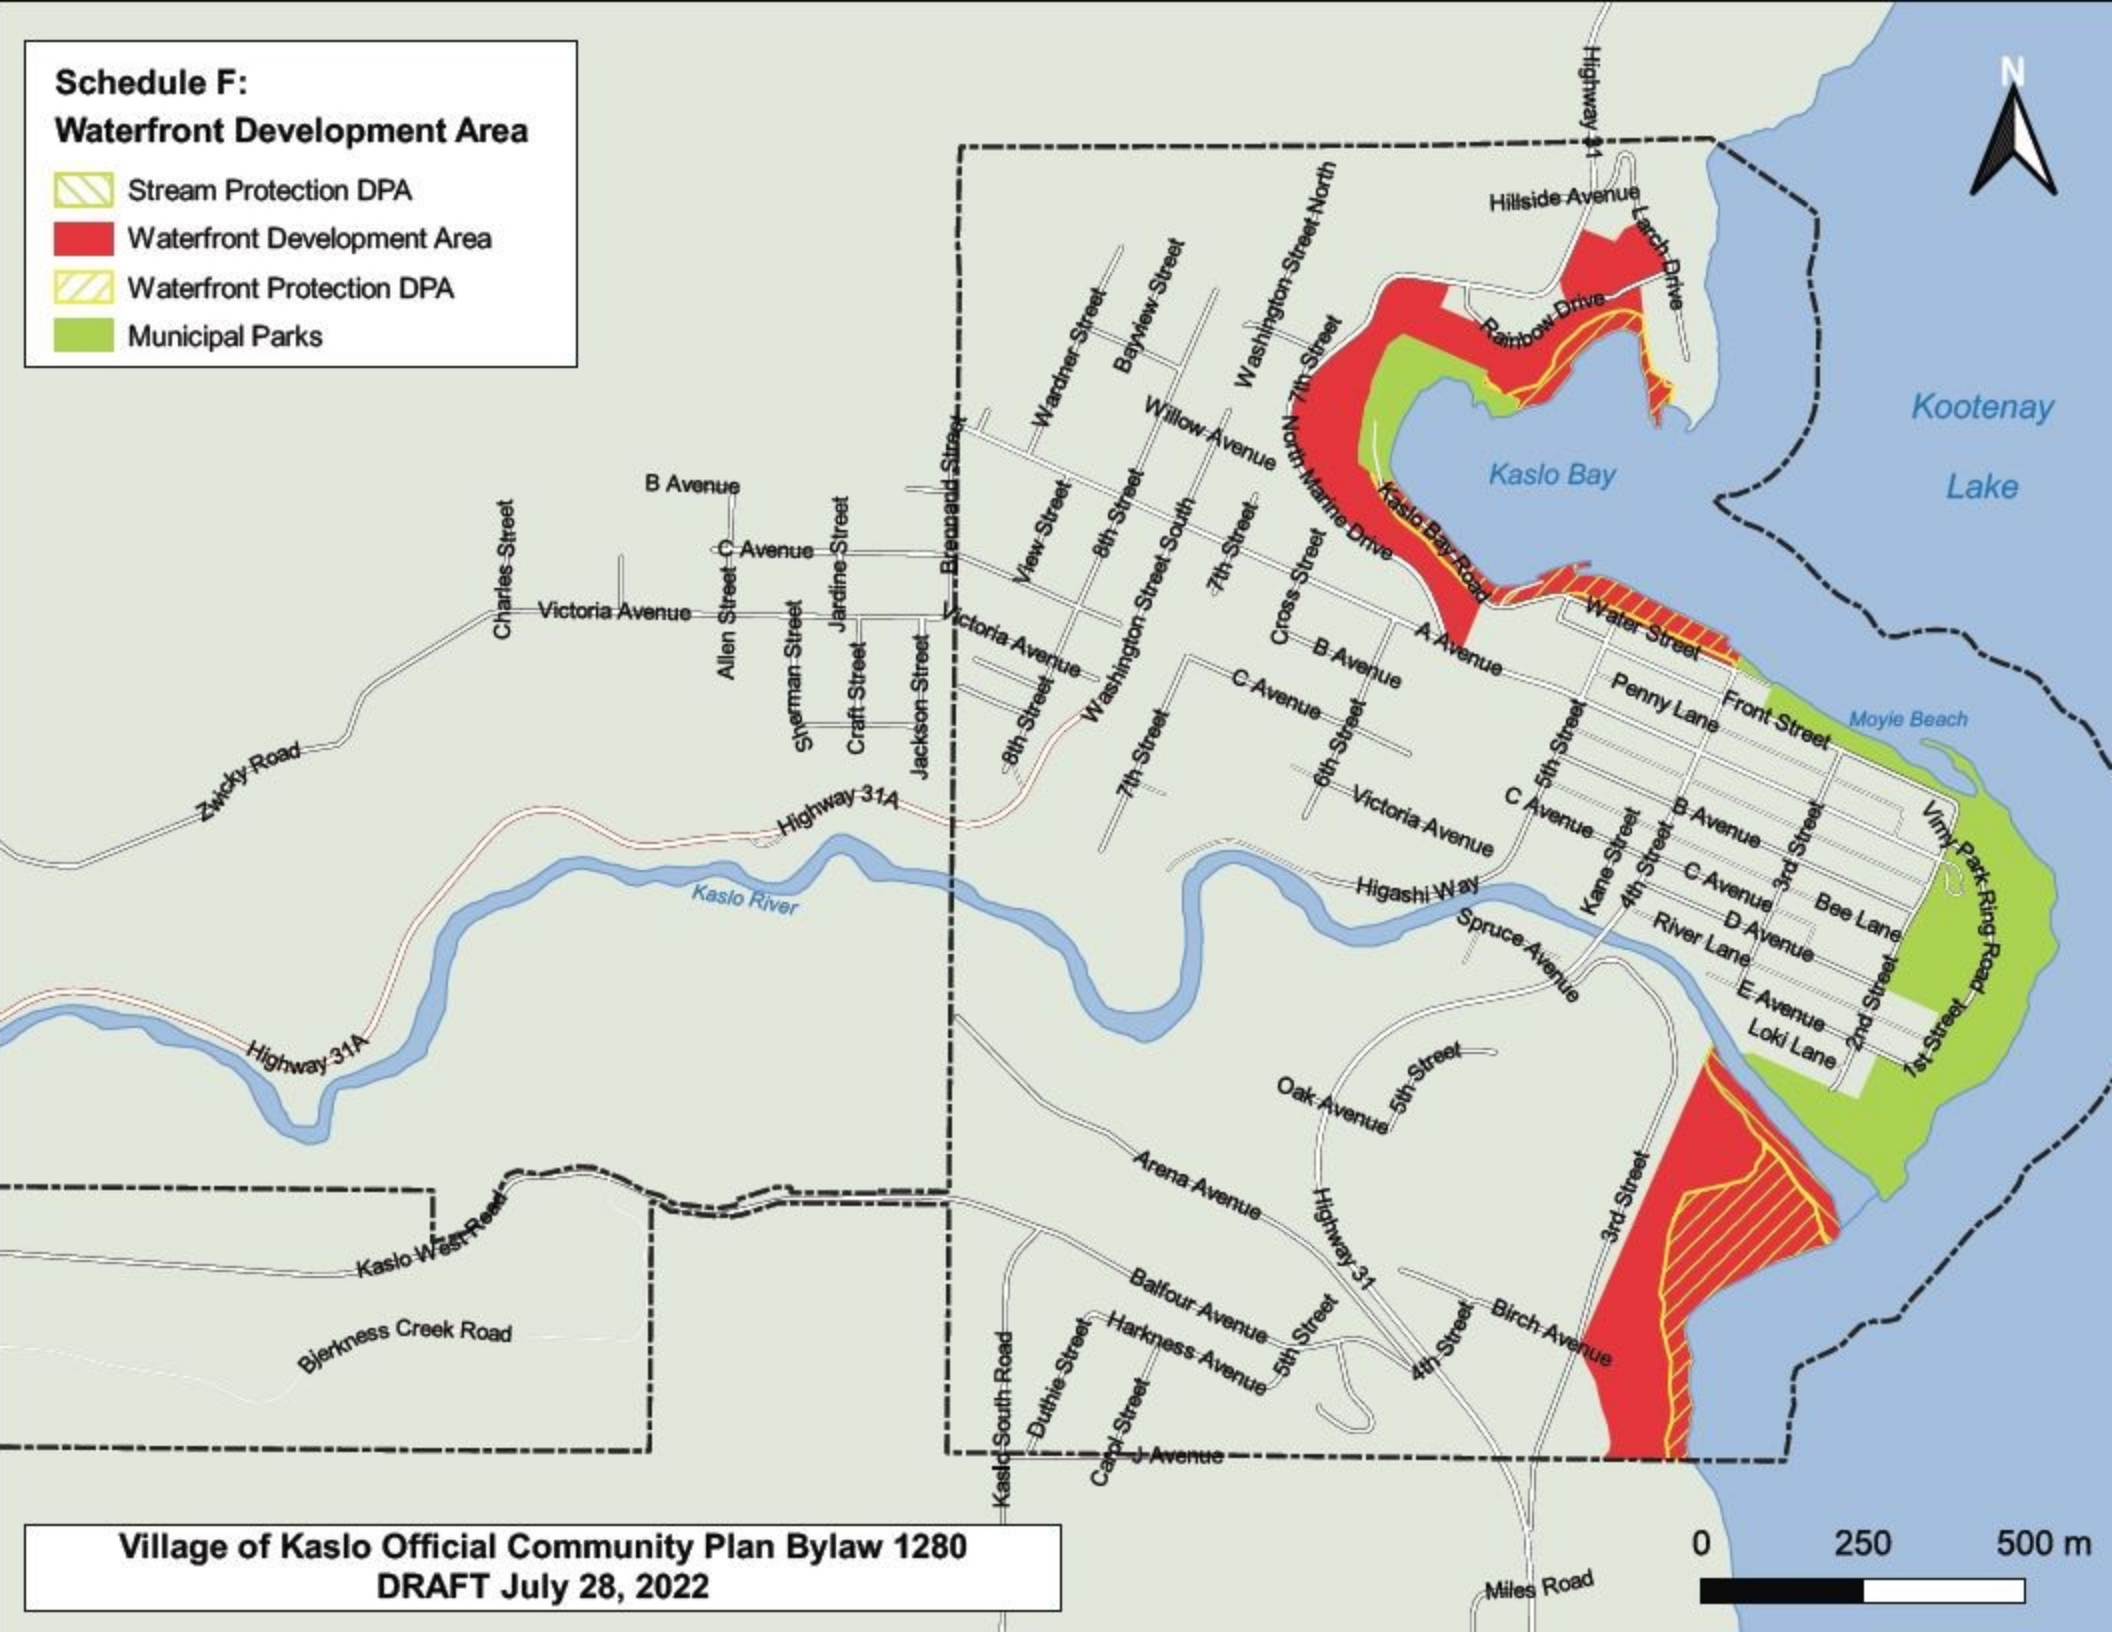 Schedule F:
Waterfront Development Area
Stream Protection DPA
Waterfront Development Area
Waterfront Protection DPA
Municipal Parks
N
Highway 31
Hillside Avenue
Larch Drive
Rainbow Drive
Washington Street North
Bayview Street
Wardner Street
7th Street
Willow Avenue
North Marine Drive
Kootenay
Lake
Kaslo Bay
Kaslo Bay Road
B Avenue
Charles Street
C Avenue
Jardine Street
Brennand Street
View Street
8th Street
Washington Street South
7th Street
Cross Street
Victoria Avenue
Allen Street
Sherman Street
Craft Street
Jackson Street
Victoria Avenue
8th Street
A Avenue
B Avenue
C Avenue
Water Street
Penny Lane
Front Street
Moyie Beach
Zwicky Road
Highway 31A
7th Street
6th Street
5th Street
Victoria Avenue
C Avenue
B Avenue
Kane Street
4th Street
3rd Street
Vimy Park Ring Road
Kaslo River
Higashi Way
Spruce Avenue
C Avenue
Bee Lane
D Avenue
River Lane
E Avenue
Loki Lane
2nd Street
1st Street
Highway 31A
Oak Avenue
5th Street
Arena Avenue
Highway 31
3rd Street
Kaslo West Road
Bjerkness Creek Road
Balfour Avenue
Harkness Avenue
5th Street
4th Street
Birch Avenue
Kaslo South Road
Duthie Street
Carol Street
J Avenue
Miles Road
Village of Kaslo Official Community Plan Bylaw 1280
DRAFT July 28, 2022
0 250 500 m